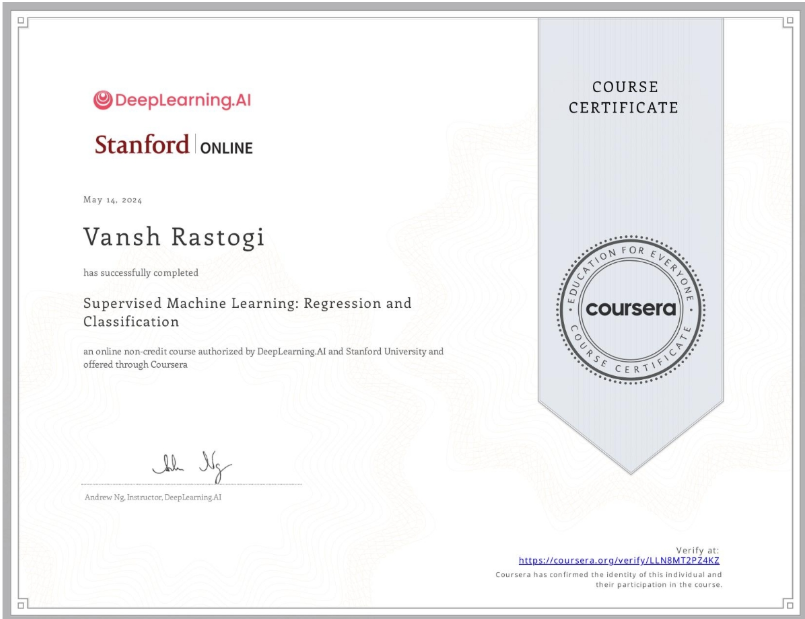 DeepLearning.AI
Stanford ONLINE
May 14, 2024
Vansh Rastogi
has successfully completed
Supervised Machine Learning: Regression and
Classification
an online non-credit course authorized by DeepLearning.AI and Stanford University and
offered through Coursera
Andrew Ng, Instructor, DeepLearning.AI
COURSE
CERTIFICATE
EDUCATION FOR EVERYONE
coursera
COURSE CERTIFICATE
Verify at:
https://coursera.org/verify/LLN8MT2PZ4KZ
Coursera has confirmed the identity of this individual and
their participation in the course.